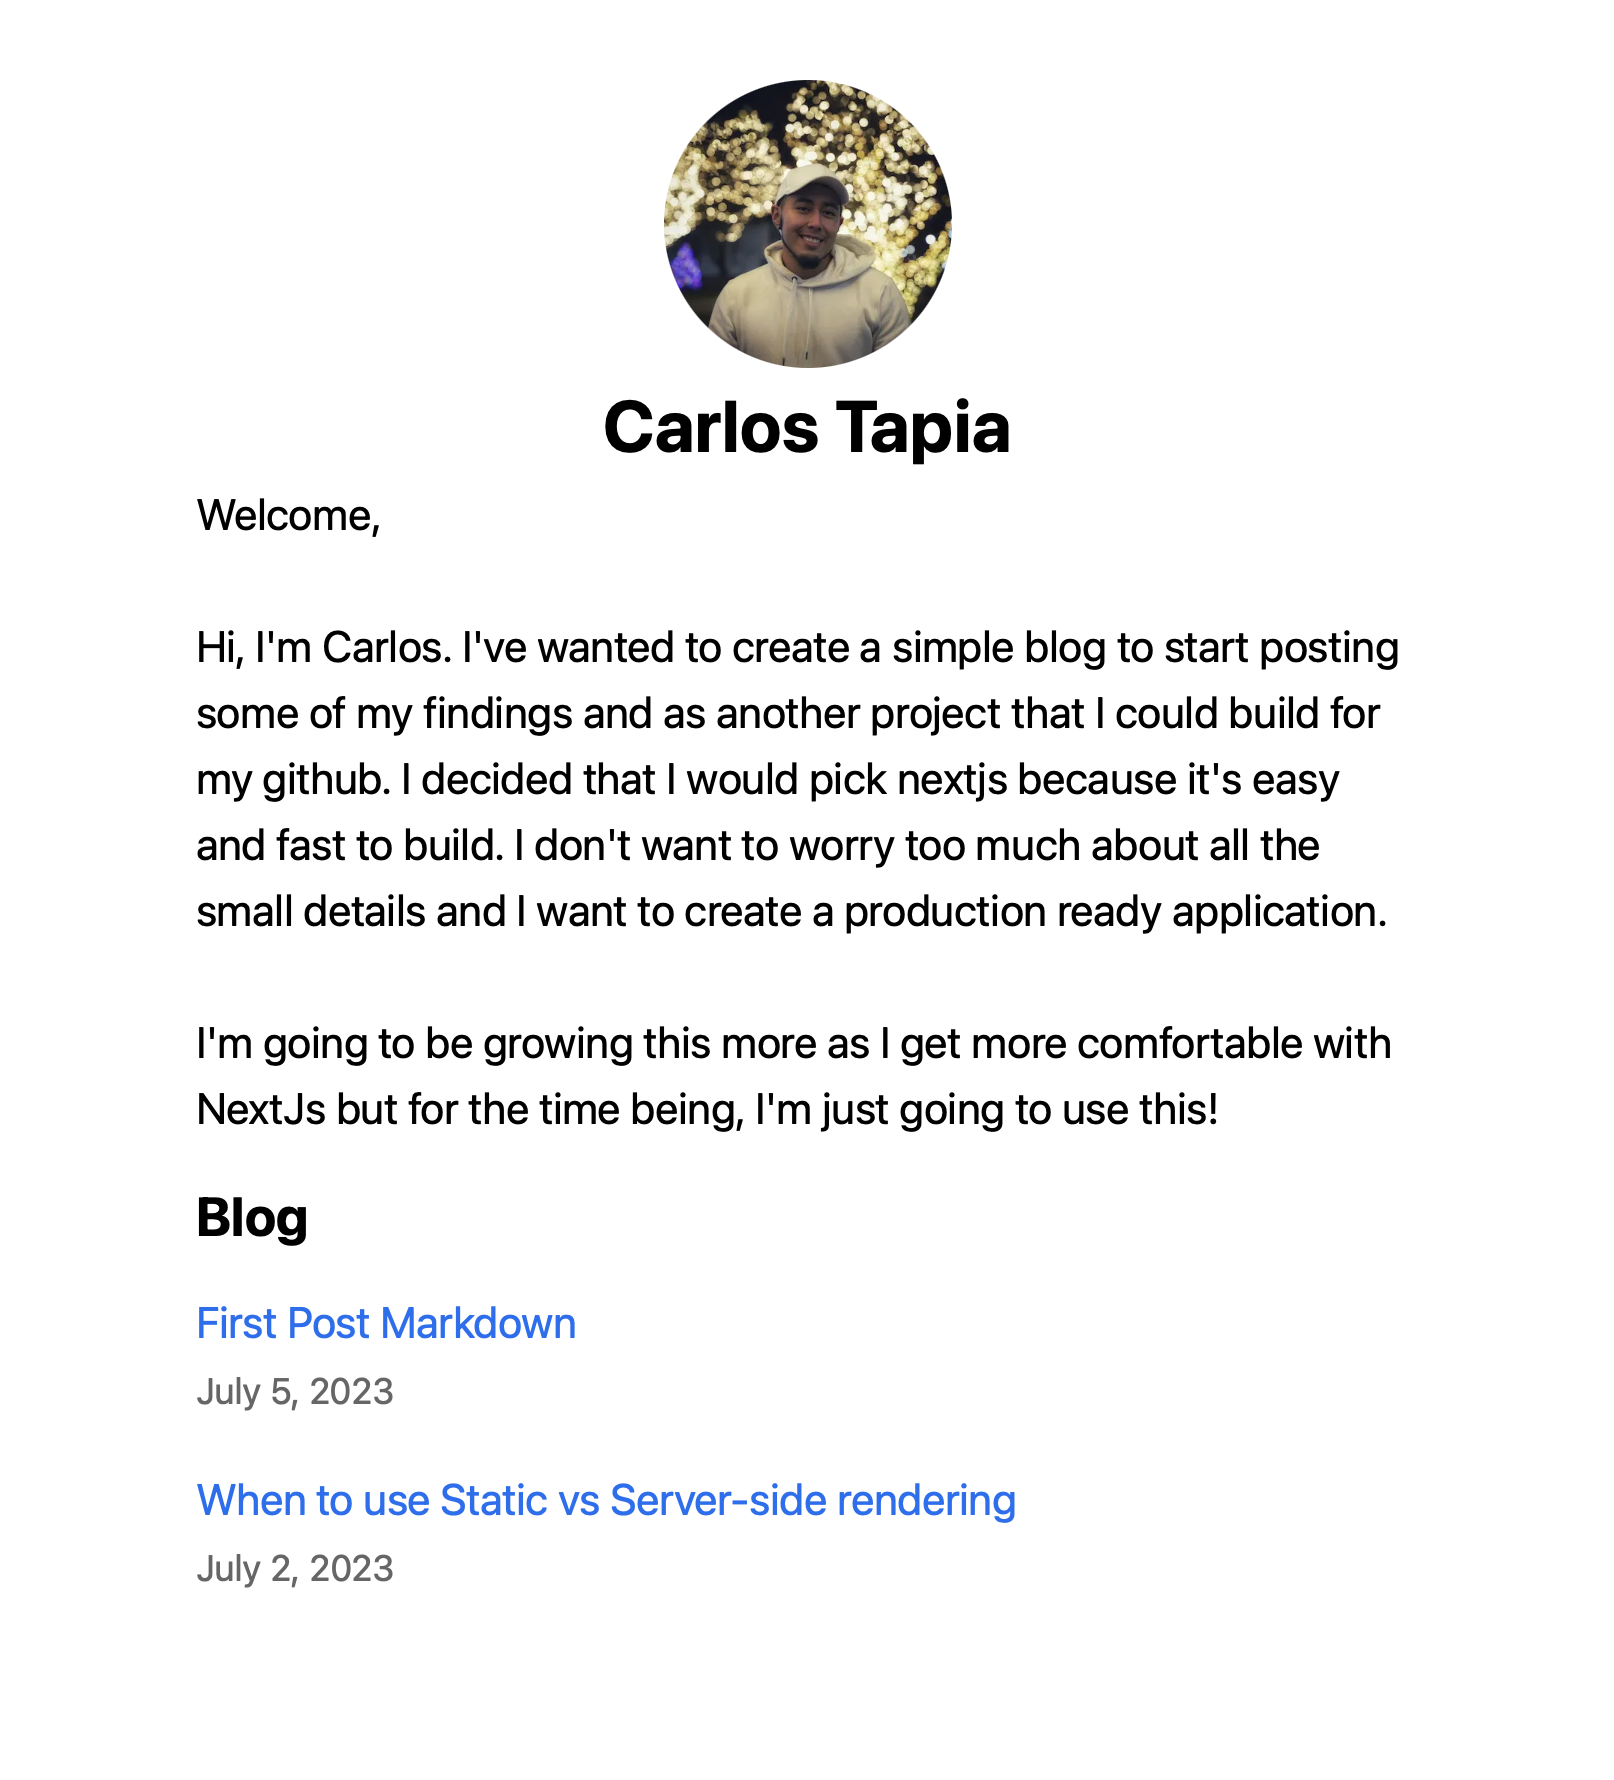 Carlos Tapia
Welcome,
Hi, I'm Carlos. I've wanted to create a simple blog to start posting
some of my findings and as another project that I could build for
my github. I decided that I would pick nextjs because it's easy
and fast to build. I don't want to worry too much about all the
small details and I want to create a production ready application.
I'm going to be growing this more as I get more comfortable with
NextJs but for the time being, I'm just going to use this!
Blog
First Post Markdown
July 5, 2023
When to use Static vs Server-side rendering
July 2, 2023